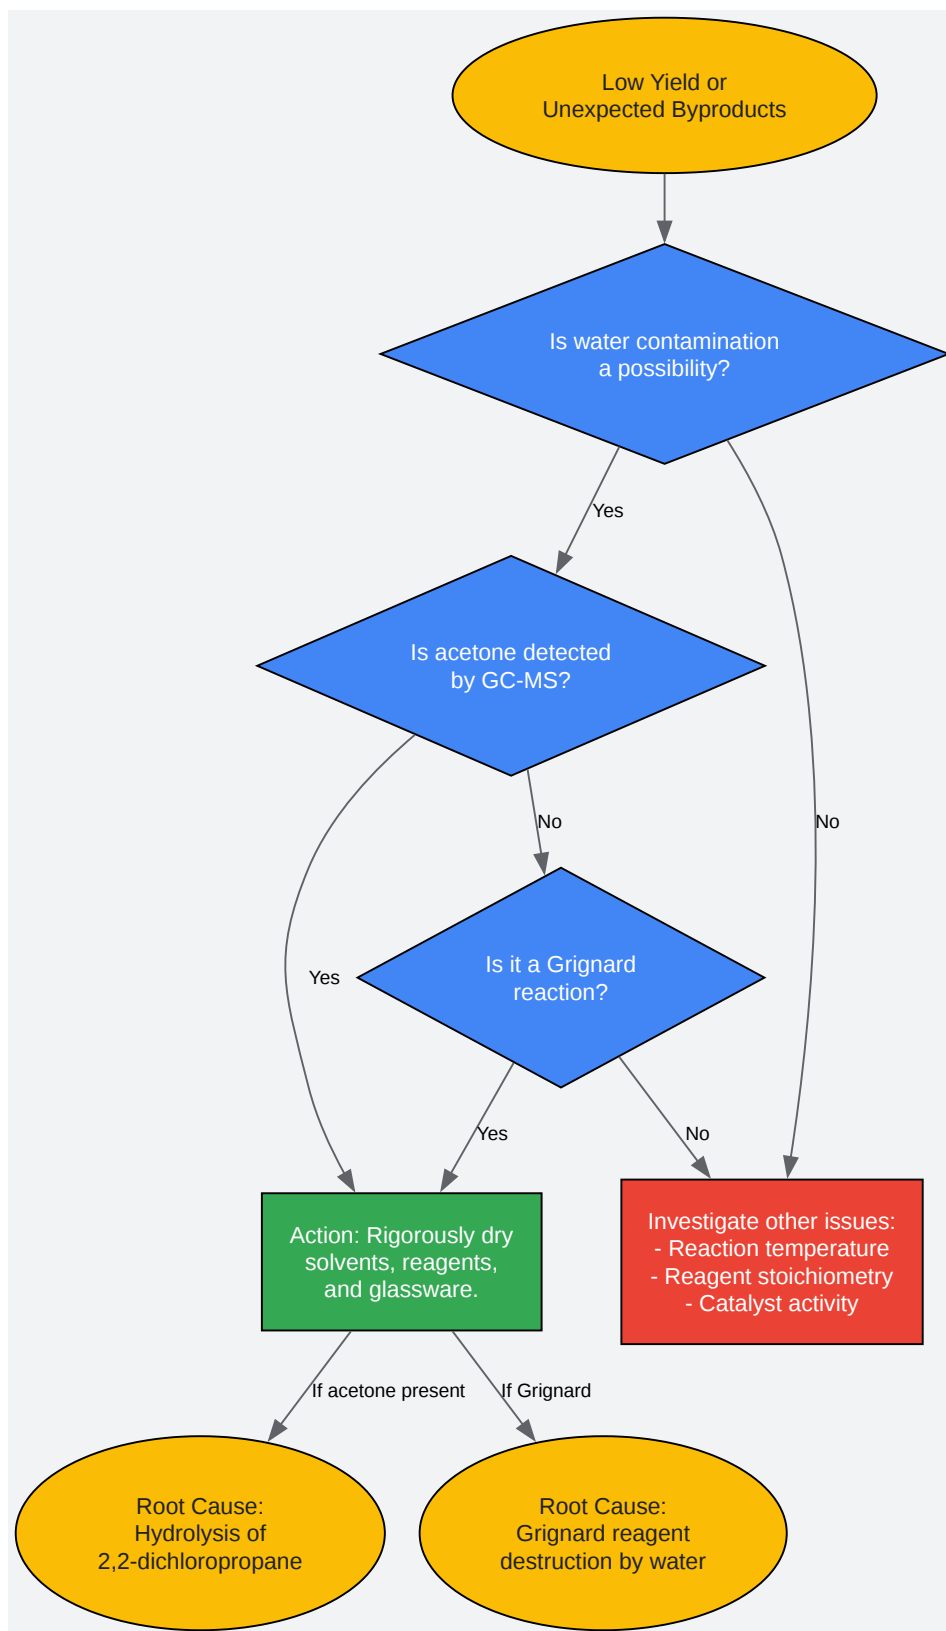 Low Yield or
Unexpected Byproducts
Is water contamination
a possibility?
Yes
Is acetone detected
by GC-MS?
No
No
Is it a Grignard
reaction?
Yes
Yes
No
Action: Rigorously dry
solvents, reagents,
and glassware.
Investigate other issues:
- Reaction temperature
- Reagent stoichiometry
- Catalyst activity
If acetone present
If Grignard
Root Cause:
Hydrolysis of
2,2-dichloropropane
Root Cause:
Grignard reagent
destruction by water